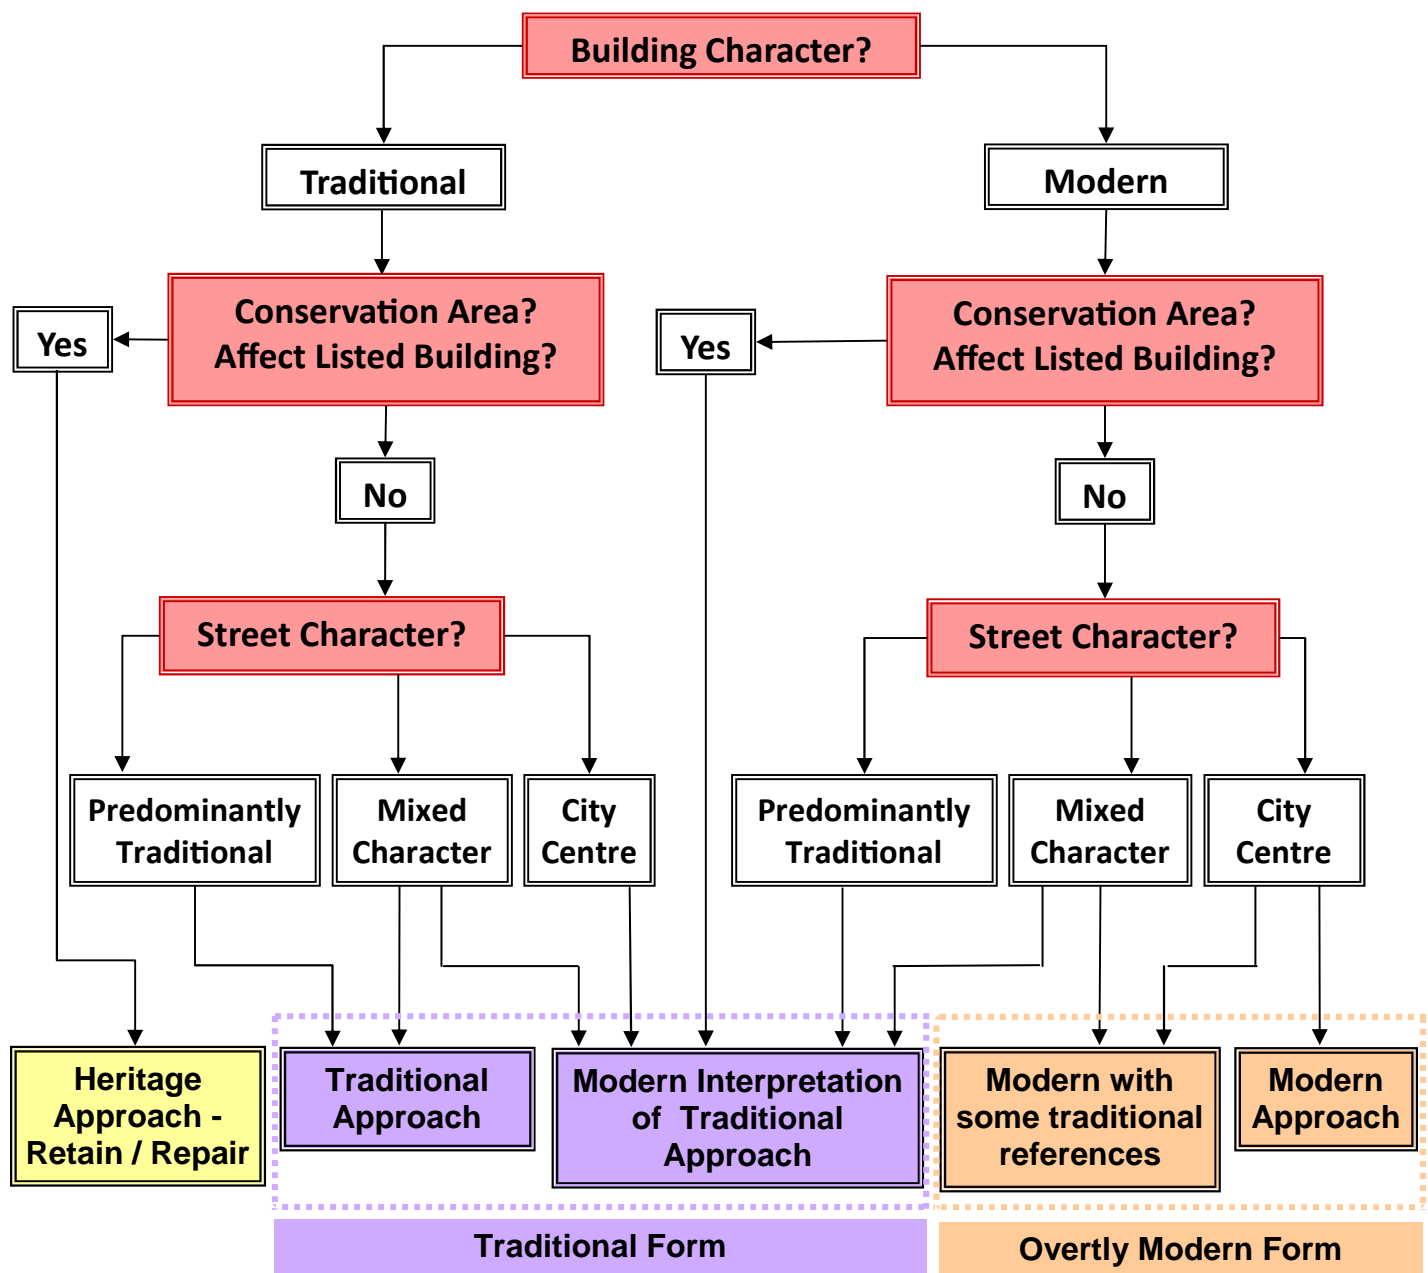 Building Character?
Traditional
Modern
Conservation Area?
Affect Listed Building?
Yes
Conservation Area?
Affect Listed Building?
Yes
No
No
Street Character?
Street Character?
Predominantly
Traditional
Mixed
Character
City
Centre
Predominantly
Traditional
Mixed
Character
City
Centre
Heritage
Approach -
Retain / Repair
Traditional
Approach
Modern Interpretation
of Traditional
Approach
Modern with
some traditional
references
Modern
Approach
Traditional Form
Overtly Modern Form